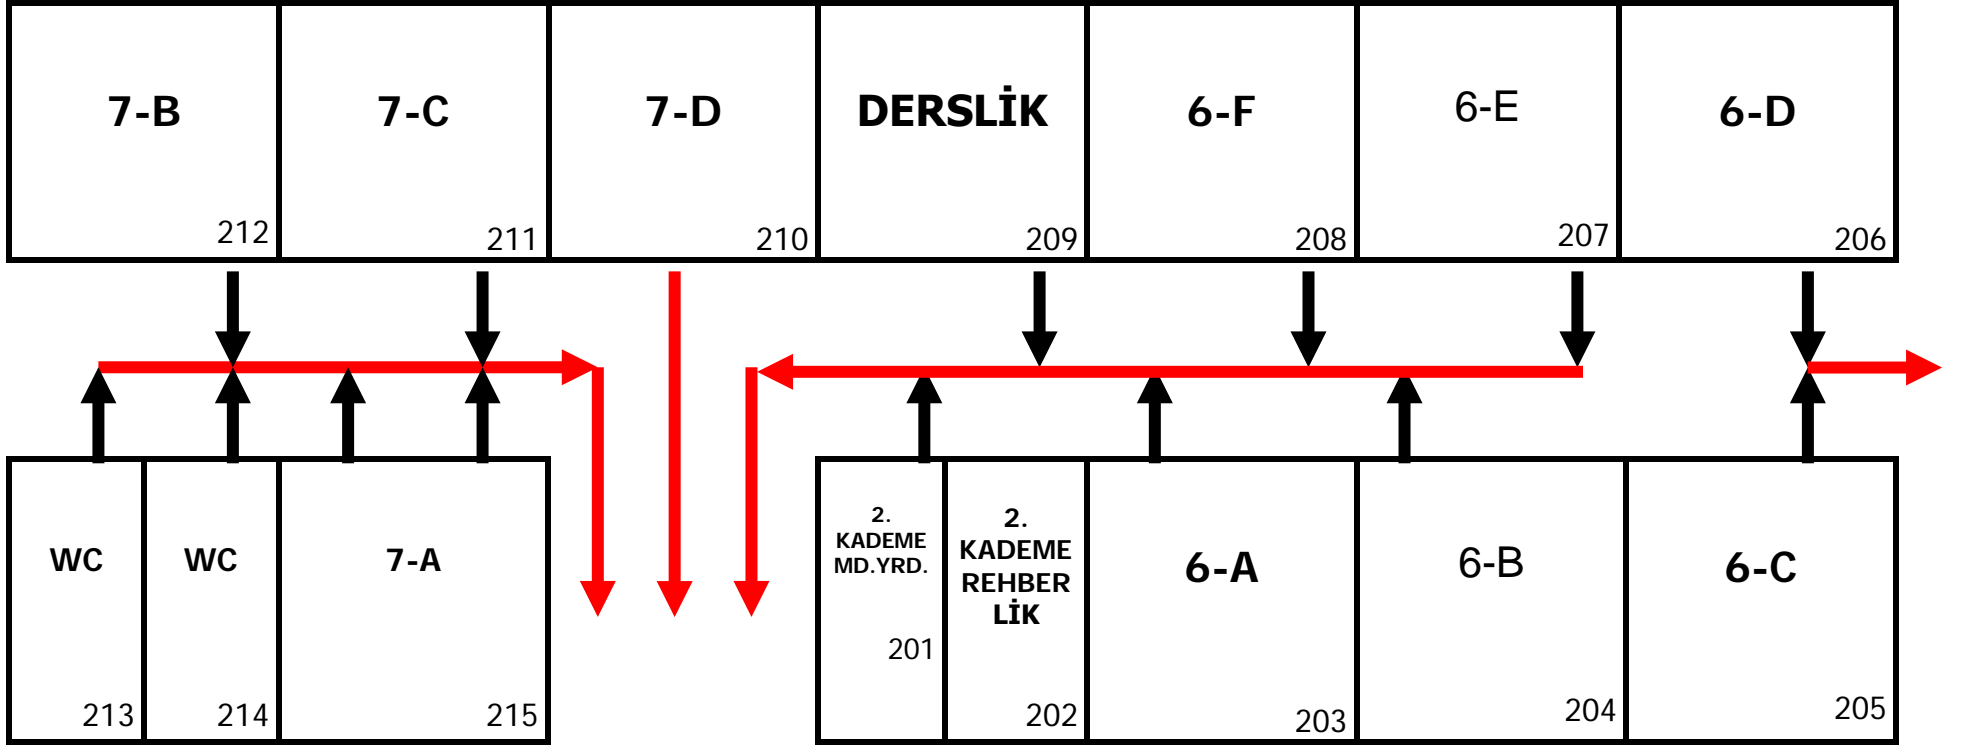 7-B
212
7-C
211
7-D
210
DERSLİK
209
6-F
208
6-E
207
6-D
206
WC
213
WC
214
7-A
215
2.
KADEME
MD.YRD.
201
2.
KADEME
REHBER
LİK
202
6-A
203
6-B
204
6-C
205